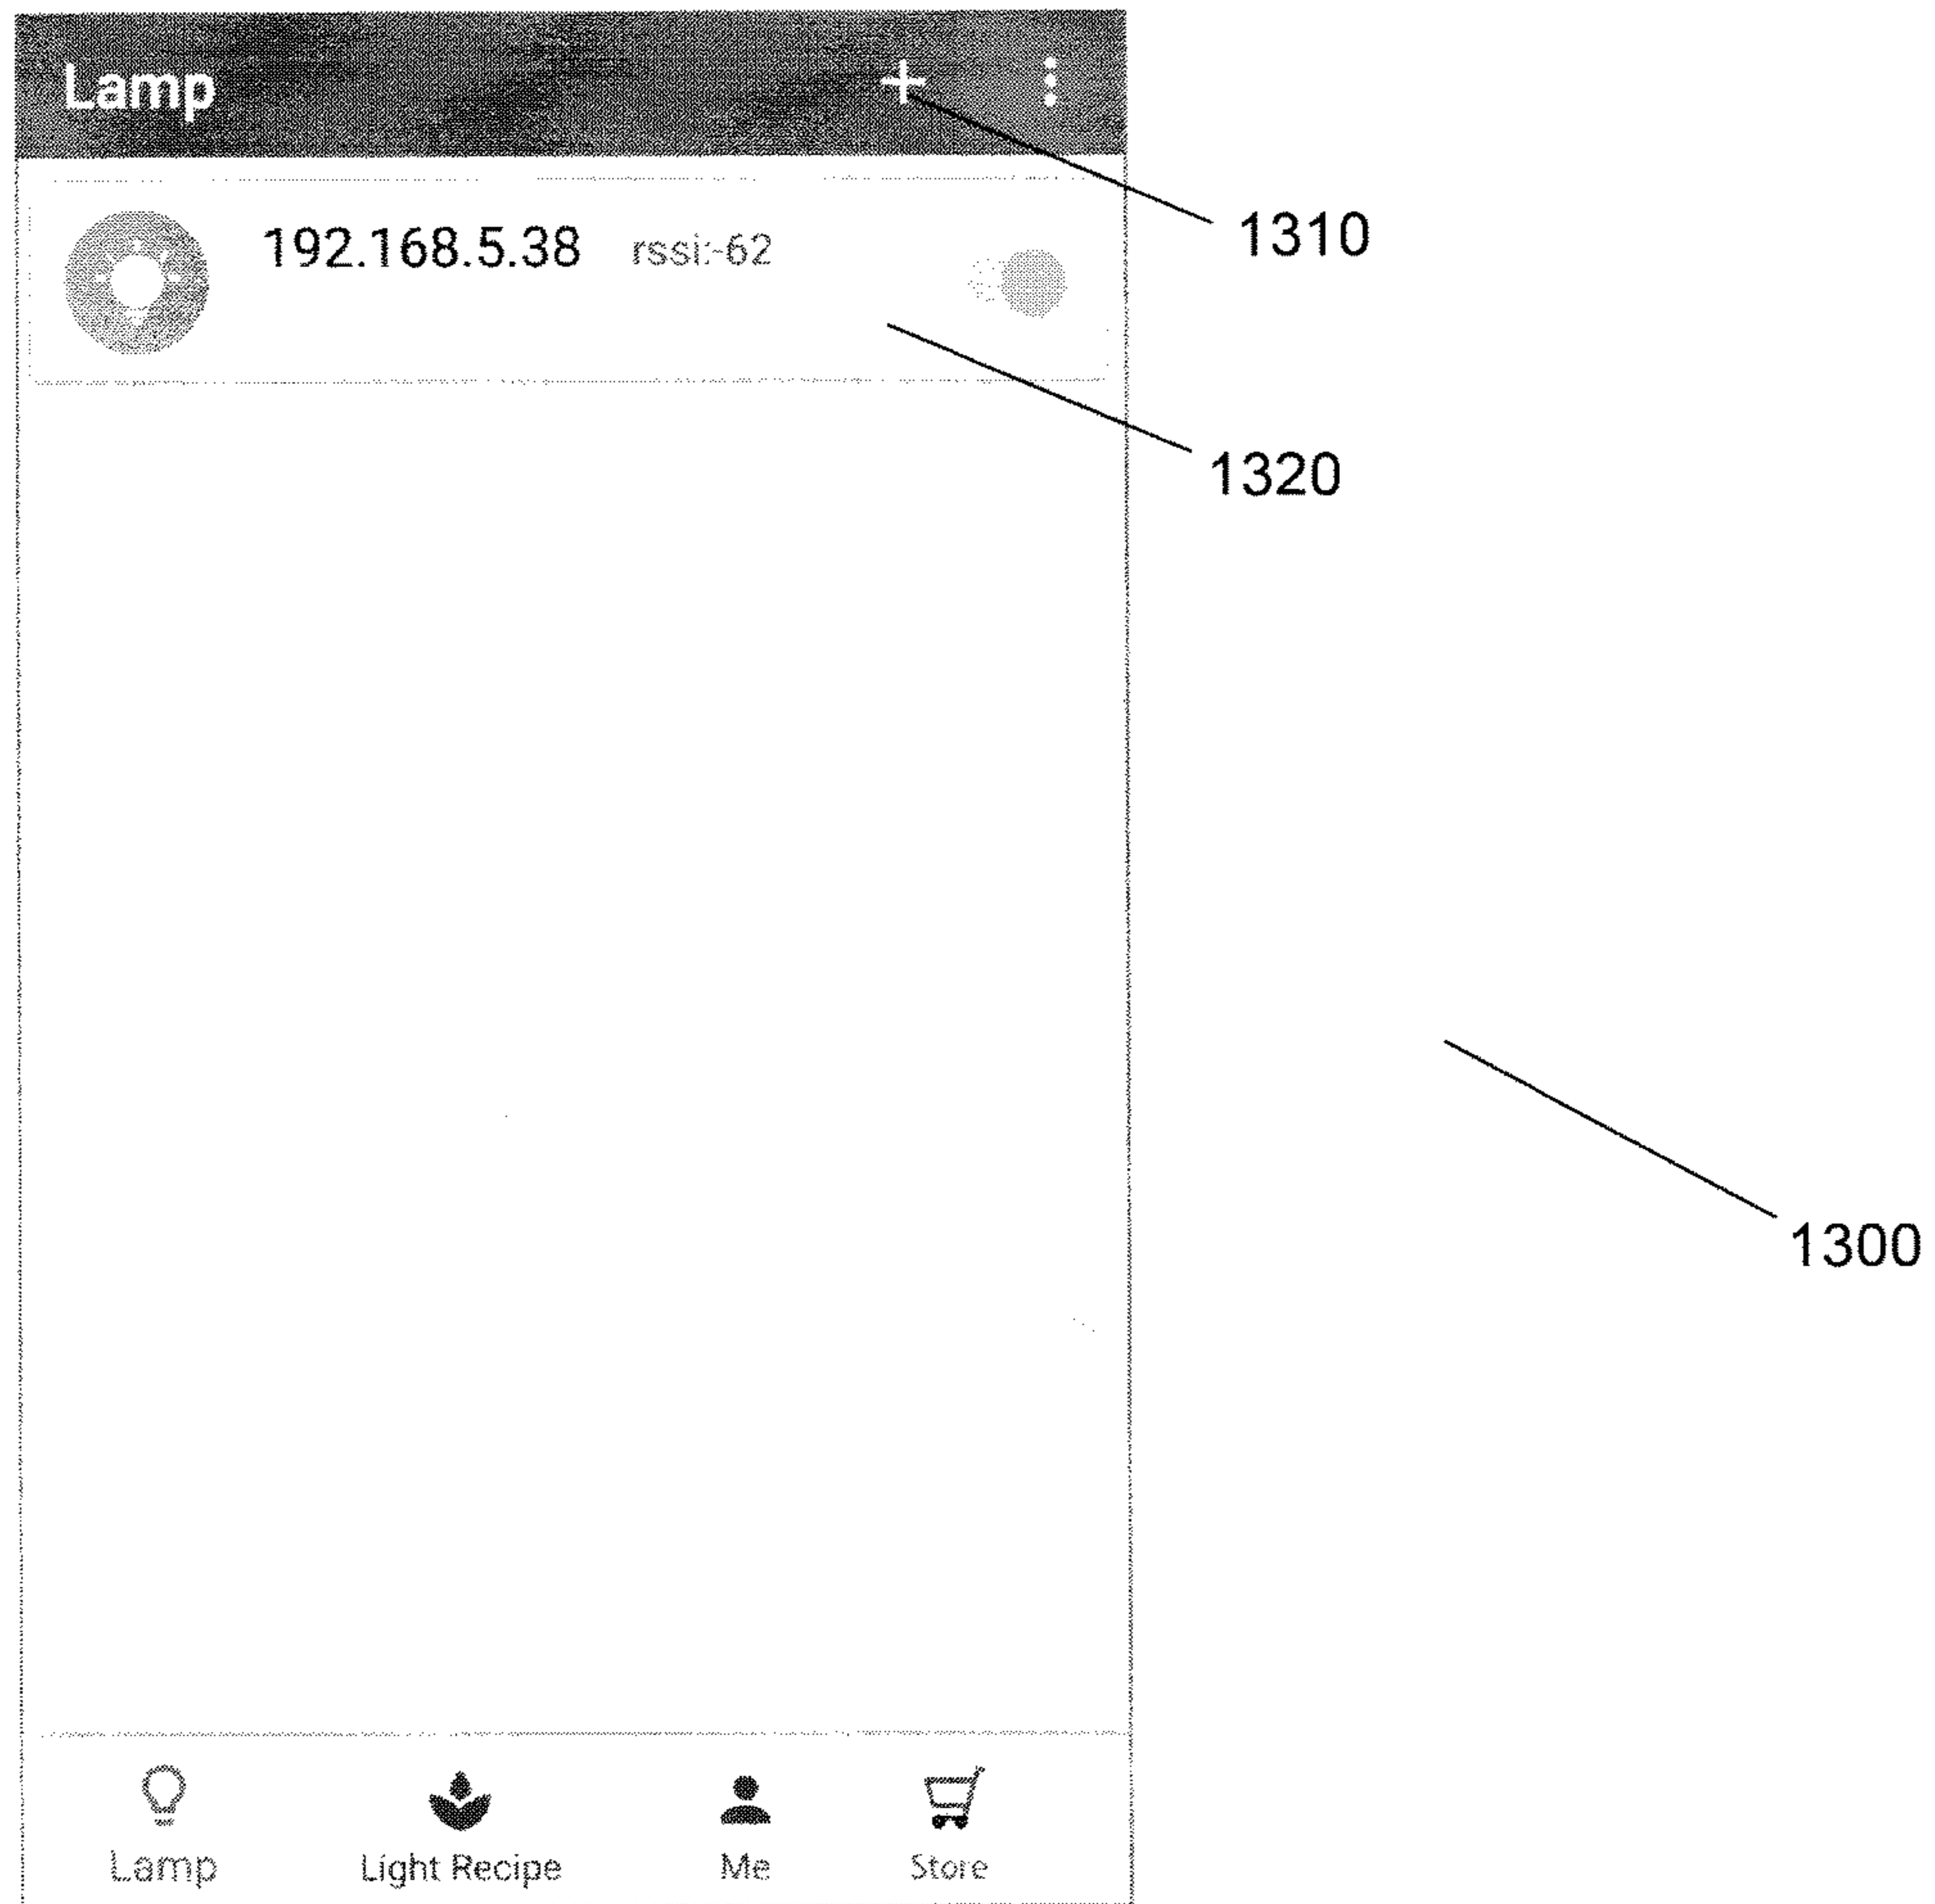 Lamp
1310
192.168.5.38 rssi:-62
1320
1300
Lamp Light Recipe Me Store